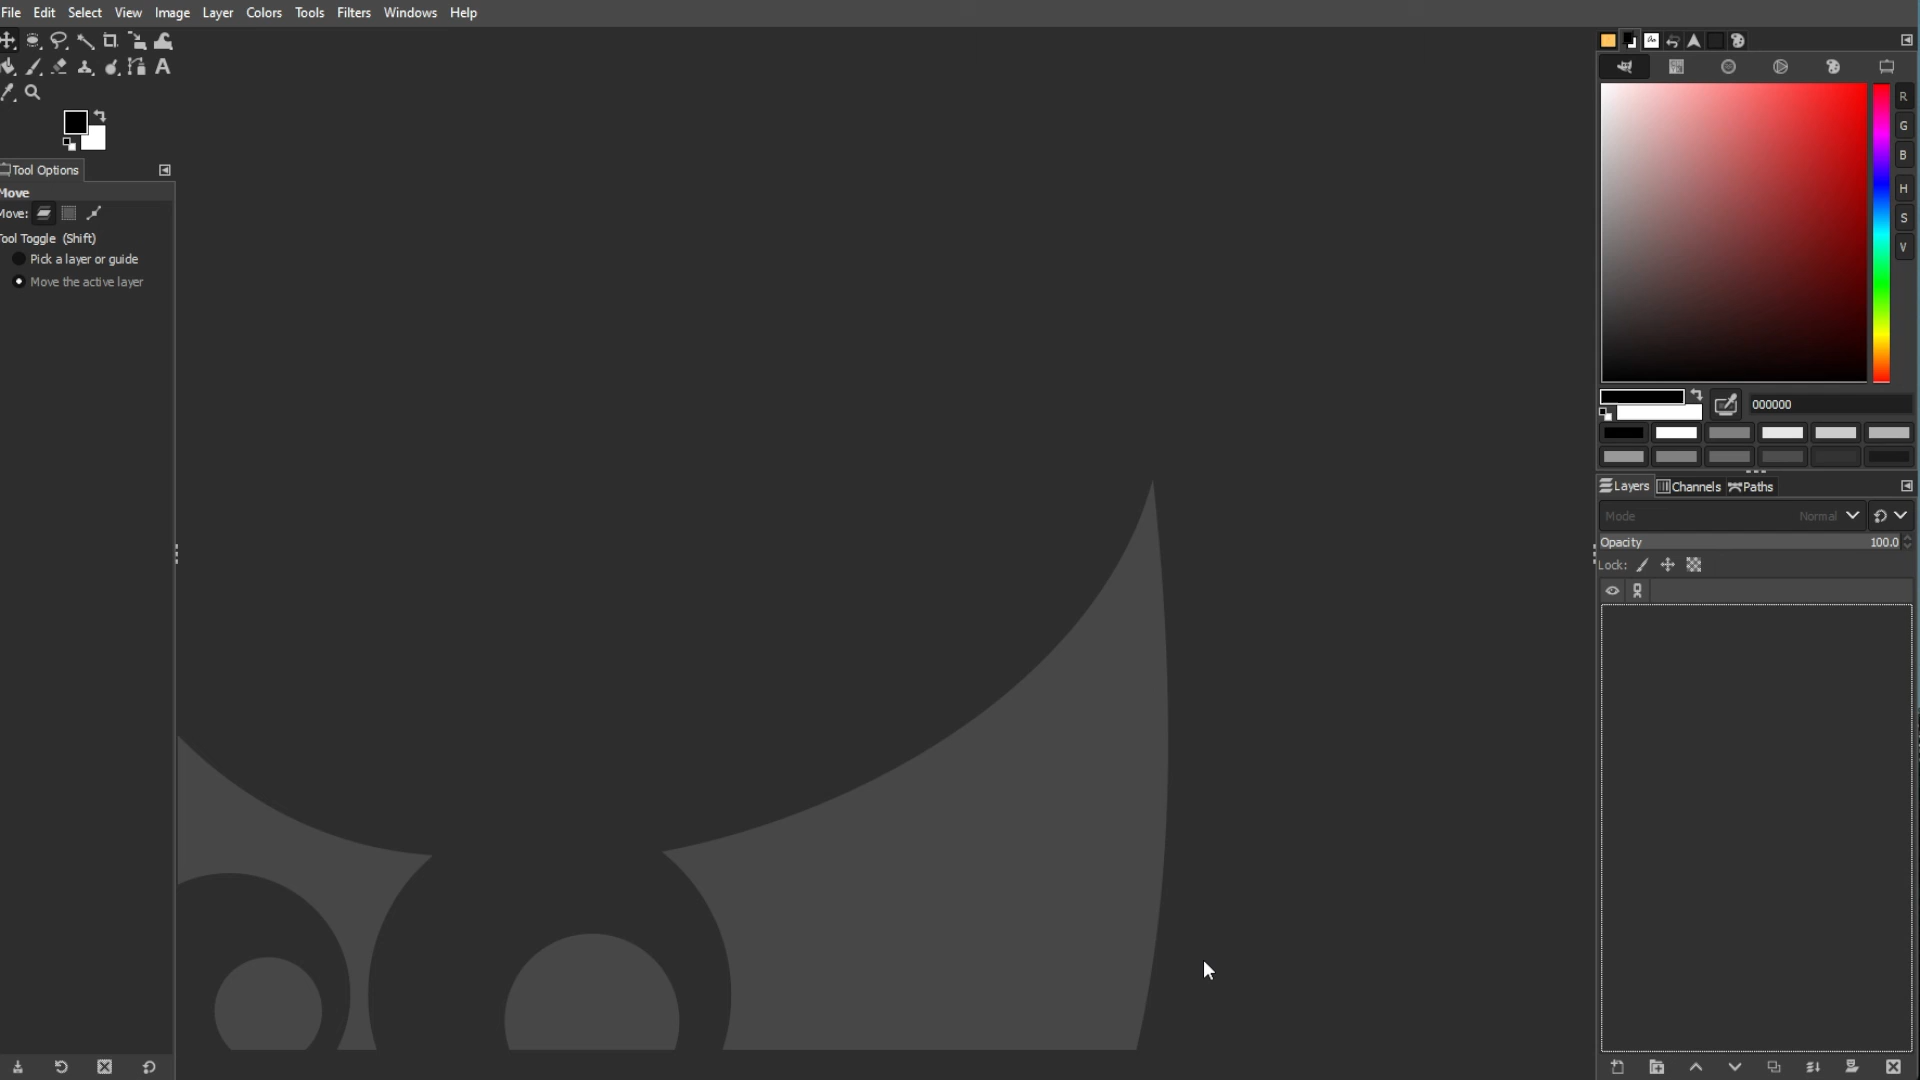 File Edit Select View Image Layer Colors Tools Filters Windows Help
Tool Options
Move
Move:
Tool Toggle (Shift)
Pick a layer or guide
Move the active layer
R
G
B
H
S
V
000000
Layers Channels Paths
Mode Normal
Opacity 100.0
Lock: